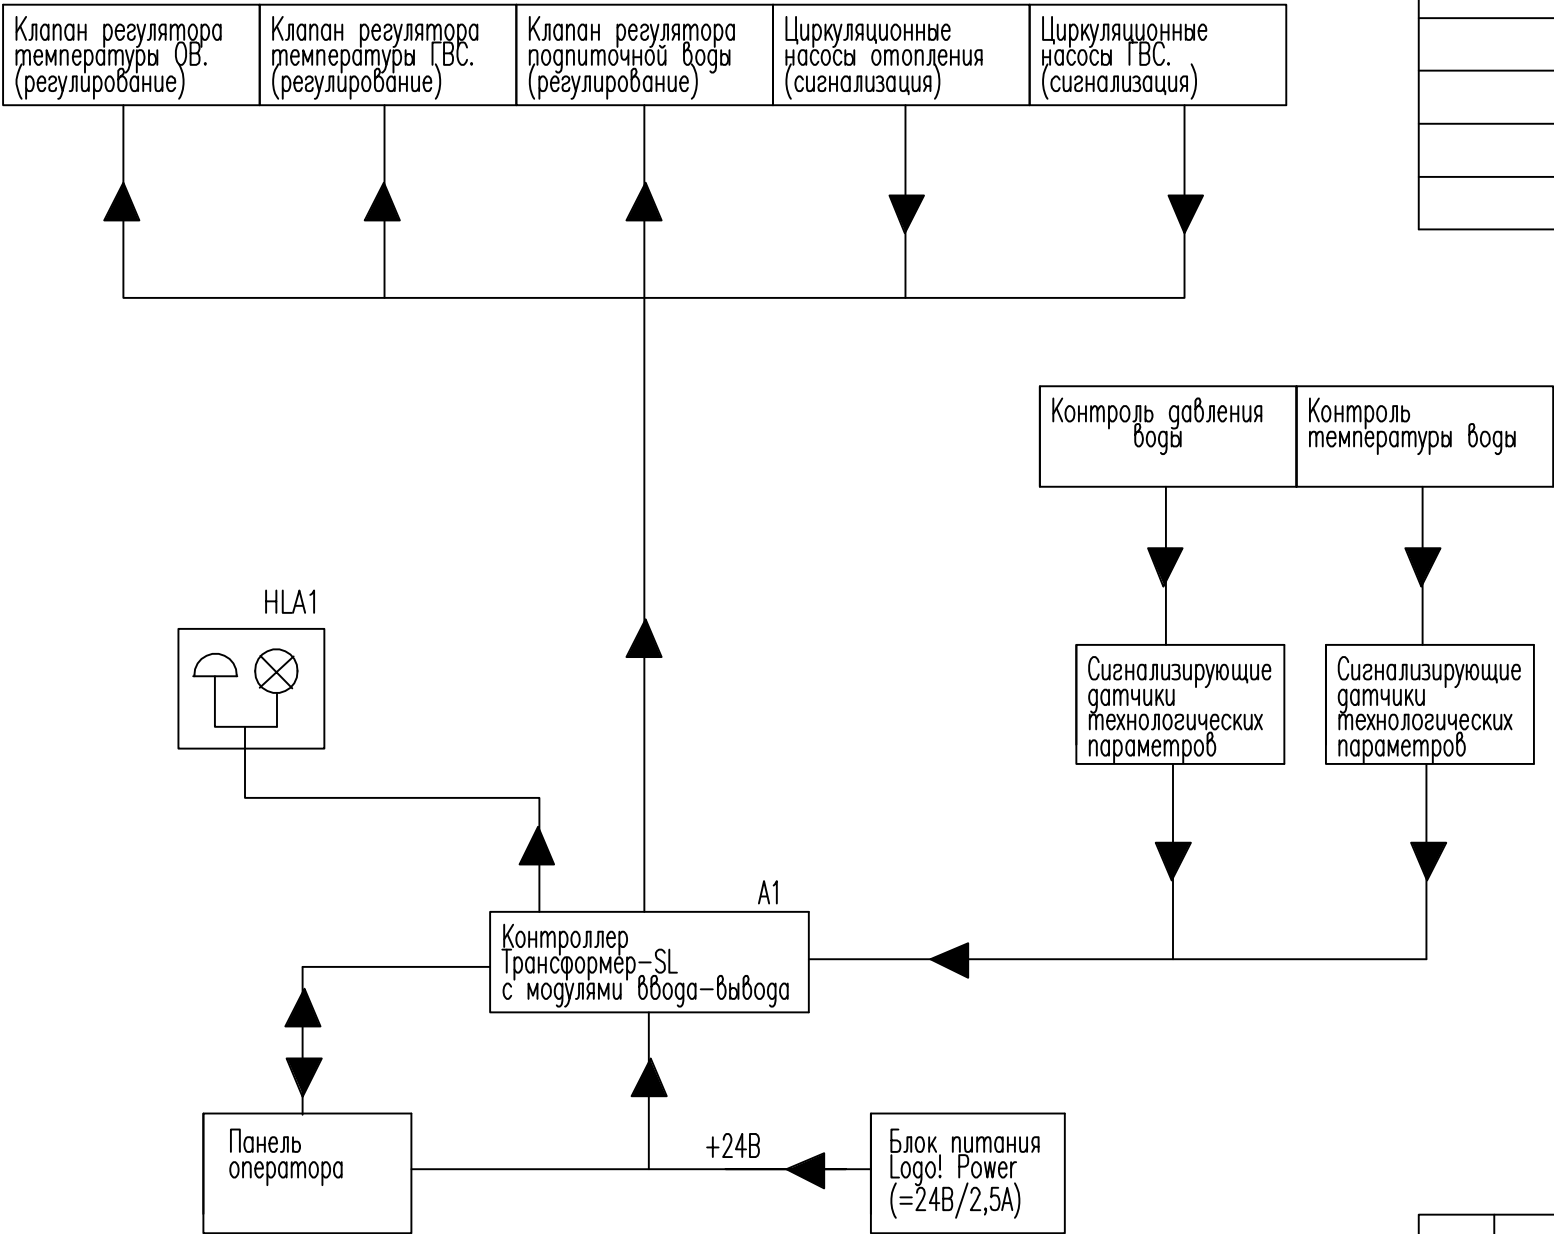 Клапан регулятора
температуры ОВ.
(регулирование)
Клапан регулятора
температуры ГВС.
(регулирование)
Клапан регулятора
подпиточной воды
(регулирование)
Циркуляционные
насосы отопления
(сигнализация)
Циркуляционные
насосы ГВС.
(сигнализация)
Контроль давления
воды
Контроль
температуры воды
HLA1
Сигнализирующие
датчики
технологических
параметров
Сигнализирующие
датчики
технологических
параметров
А1
Контроллер
Трансформер-SL
с модулями ввода-вывода
Панель
оператора
+24В
Блок питания
Logo! Power
(=24В/2,5А)